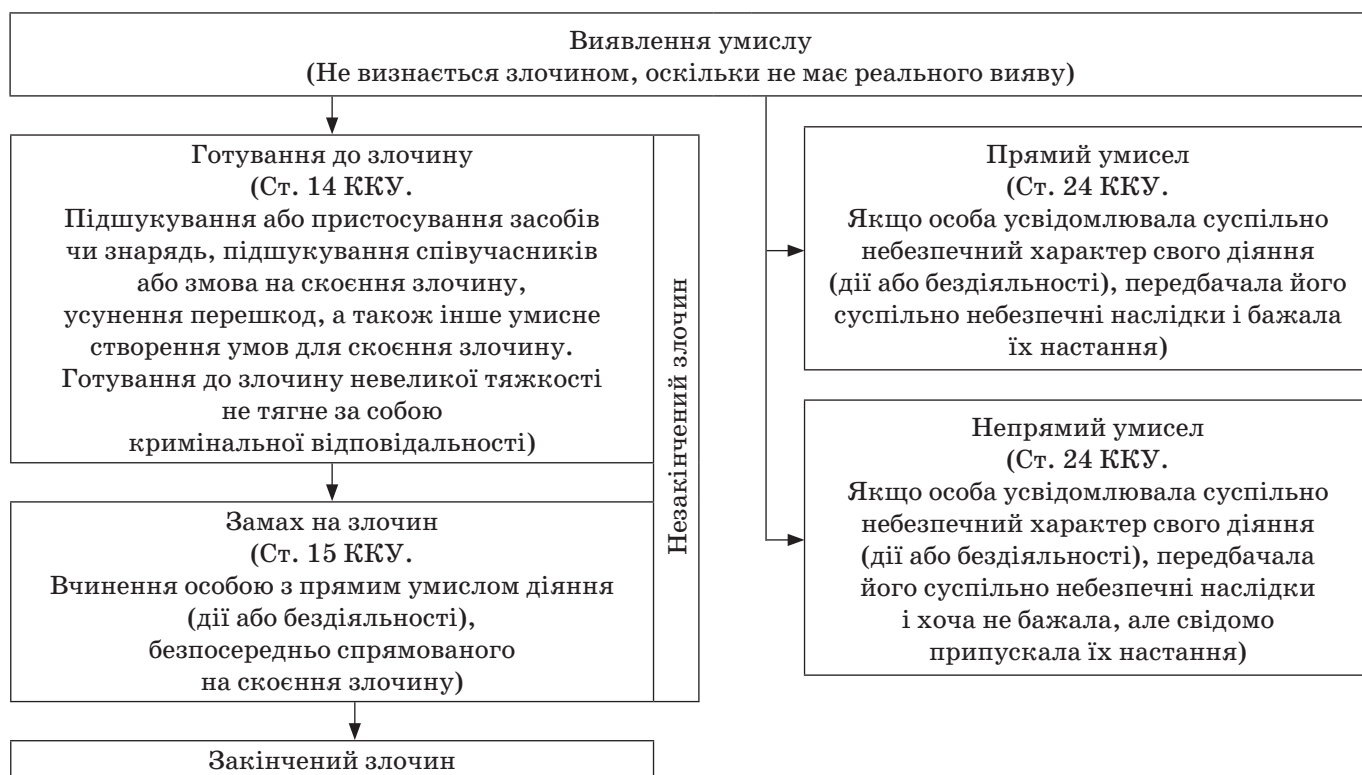 Виявлення умислу
(Не визнається злочином, оскільки не має реального вияву)
Готування до злочину
(Ст. 14 ККУ.
Підшукування або пристосування засобів
чи знарядь, підшукування співучасників
або змова на скоєння злочину,
усунення перешкод, а також інше умисне
створення умов для скоєння злочину.
Готування до злочину невеликої тяжкості
не тягне за собою
кримінальної відповідальності)
Замах на злочин
(Ст. 15 ККУ.
Вчинення особою з прямим умислом діяння
(дії або бездіяльності),
безпосередньо спрямованого
на скоєння злочину)
Незакінчений злочин
Закінчений злочин
Прямий умисел
(Ст. 24 ККУ.
Якщо особа усвідомлювала суспільно
небезпечний характер свого діяння
(дії або бездіяльності), передбачала його
суспільно небезпечні наслідки і бажала
їх настання)
Непрямий умисел
(Ст. 24 ККУ.
Якщо особа усвідомлювала суспільно
небезпечний характер свого діяння
(дії або бездіяльності), передбачала
його суспільно небезпечні наслідки
і хоча не бажала, але свідомо
припускала їх настання)